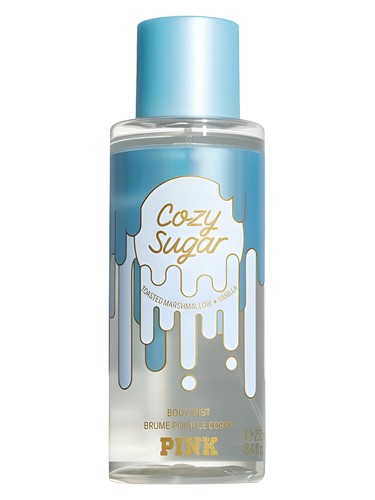 Cozy
Sugar
TOASTED MARSHMALLOW • VANILLA
BODY MIST
BRUME POUR LE CORPS
PINK